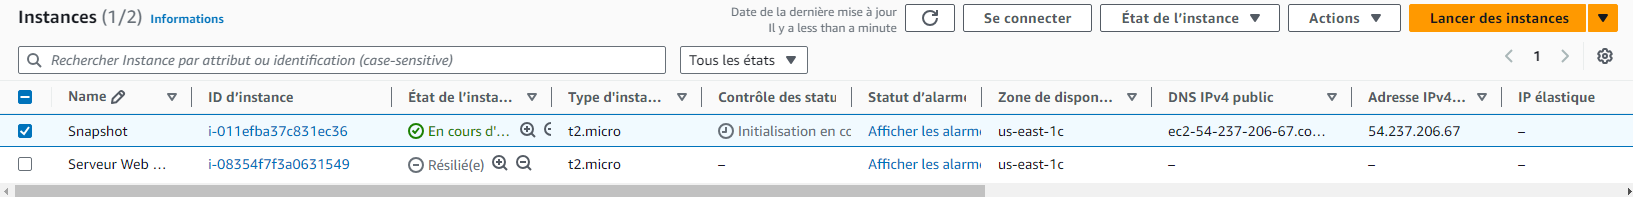 Instances (1/2) Informations
Date de la dernière mise à jour
Il y a less than a minute
Se connecter
État de l'instance
Actions
Lancer des instances
Rechercher Instance par attribut ou identification (case-sensitive)
Tous les états
1
Name ID d'instance État de l'insta... Type d'insta... Contrôle des statu Statut d'alarme Zone de dispon... DNS IPv4 public Adresse IPv4... IP élastique
Snapshot i-011efba37c831ec36 En cours d'... t2.micro Initialisation en cc Afficher les alarme us-east-1c ec2-54-237-206-67.co... 54.237.206.67 –
Serveur Web ... i-08354f7f3a0631549 Résilié(e) t2.micro – Afficher les alarme us-east-1c – – –